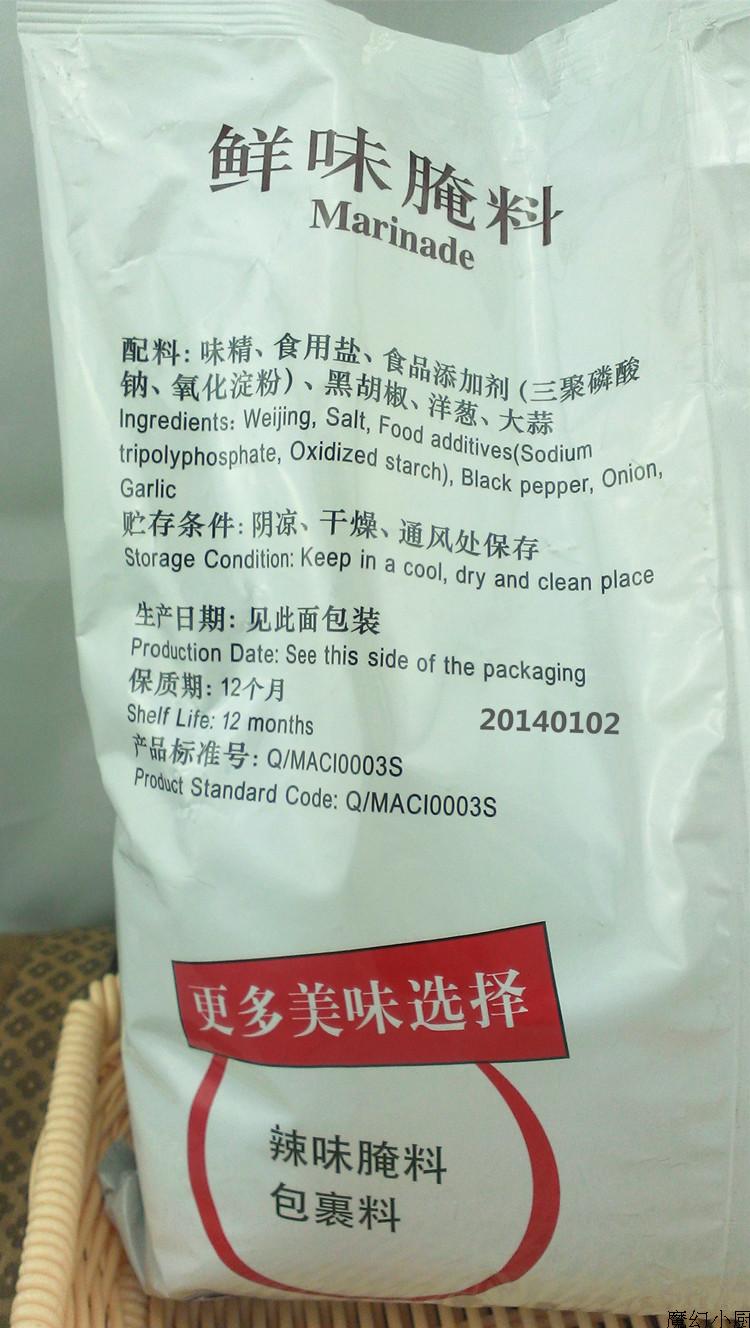 鲜味腌料
Marinade
配料: 味精、食用盐、食品添加剂 (三聚磷酸
钠、氧化淀粉)、黑胡椒、洋葱、大蒜
Ingredients: Weijing, Salt, Food additives(Sodium
tripolyphosphate, Oxidized starch), Black pepper, Onion,
Garlic
贮存条件: 阴凉、干燥、通风处保存
Storage Condition: Keep in a cool, dry and clean place
生产日期: 见此面包装
Production Date: See this side of the packaging
保质期: 12个月
Shelf Life: 12 months
20140102
产品标准号: Q/MACI0003S
Product Standard Code: Q/MACI0003S
更多美味选择
辣味腌料
包裹料
魔幻小厨